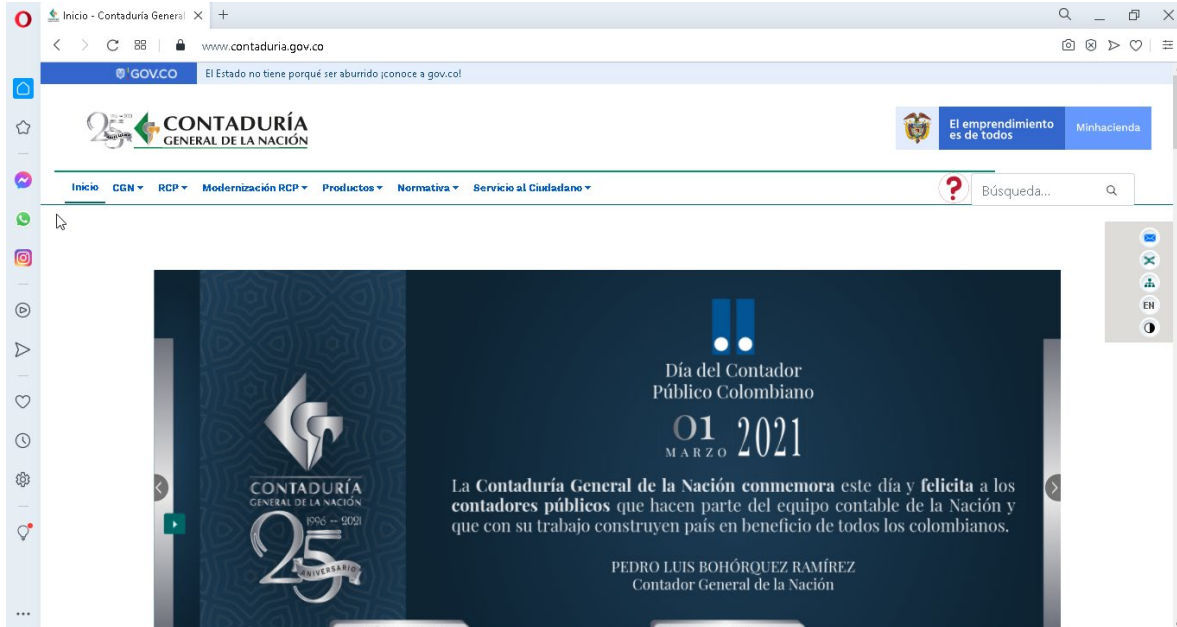 Inicio - Contaduría General
www.contaduria.gov.co
GOV.CO El Estado no tiene porqué ser aburrido ¡conoce a gov.co!
25 CONTADURÍA
GENERAL DE LA NACIÓN
El emprendimiento
es de todos
Minhacienda
Inicio CGN RCP Modernización RCP Productos Normativa Servicio al Ciudadano ? Búsqueda...
EN
Día del Contador
Público Colombiano
01
MARZO 2021
La Contaduría General de la Nación conmemora este día y felicita a los
contadores públicos que hacen parte del equipo contable de la Nación y
que con su trabajo construyen país en beneficio de todos los colombianos.
PEDRO LUIS BOHÓRQUEZ RAMÍREZ
Contador General de la Nación
CONTADURÍA
GENERAL DE LA NACIÓN
1996 -- 2021
25
ANIVERSARIO